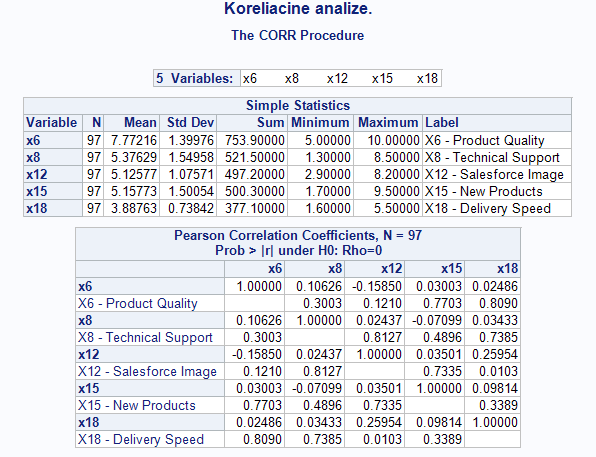 Koreliacine analize.
The CORR Procedure
5 Variables: x6 x8 x12 x15 x18
Simple Statistics
Variable N Mean Std Dev Sum Minimum Maximum Label
x6 97 7.77216 1.39976 753.90000 5.00000 10.00000 X6 - Product Quality
x8 97 5.37629 1.54958 521.50000 1.30000 8.50000 X8 - Technical Support
x12 97 5.12577 1.07571 497.20000 2.90000 8.20000 X12 - Salesforce Image
x15 97 5.15773 1.50054 500.30000 1.70000 9.50000 X15 - New Products
x18 97 3.88763 0.73842 377.10000 1.60000 5.50000 X18 - Delivery Speed
Pearson Correlation Coefficients, N = 97
Prob > |r| under H0: Rho=0
x6 x8 x12 x15 x18
x6 1.00000 0.10626 -0.15850 0.03003 0.02486
X6 - Product Quality 0.3003 0.1210 0.7703 0.8090
x8 0.10626 1.00000 0.02437 -0.07099 0.03433
X8 - Technical Support 0.3003 0.8127 0.4896 0.7385
x12 -0.15850 0.02437 1.00000 0.03501 0.25954
X12 - Salesforce Image 0.1210 0.8127 0.7335 0.0103
x15 0.03003 -0.07099 0.03501 1.00000 0.09814
X15 - New Products 0.7703 0.4896 0.7335 0.3389
x18 0.02486 0.03433 0.25954 0.09814 1.00000
X18 - Delivery Speed 0.8090 0.7385 0.0103 0.3389